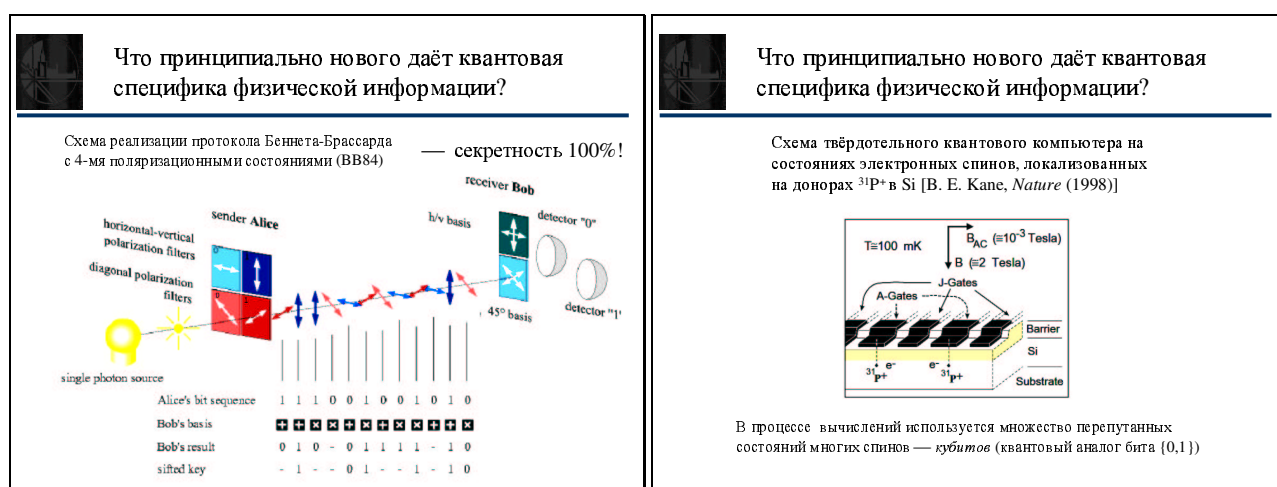 Что принципиально нового даёт квантовая
специфика физической информации?
Схема реализации протокола Беннета-Брассарда
с 4-мя поляризационными состояниями (BB84)
— секретность 100%!
receiver Bob
sender Alice
h/v basis
detector "0"
horizontal-vertical
polarization filters
diagonal polarization
filters
detector "1"
45° basis
single photon source
Alice's bit sequence 1 1 1 0 0 1 0 0 1 0 1 0
Bob's basis
Bob's result 0 1 0 - 0 1 1 1 1 - 1 0
sifted key - 1 - - 0 1 - - 1 - 1 0
Что принципиально нового даёт квантовая
специфика физической информации?
Схема твёрдотельного квантового компьютера на
состояниях электронных спинов, локализованных
на донорах ³¹P⁺ в Si [B. E. Kane, Nature (1998)]
T≅100 mK
B_AC (≅10⁻³ Tesla)
B (≅2 Tesla)
J-Gates
A-Gates
Barrier
Si
e- e-
³¹P⁺ ³¹P⁺
Substrate
В процессе вычислений используется множество перепутанных
состояний многих спинов — кубитов (квантовый аналог бита {0,1})